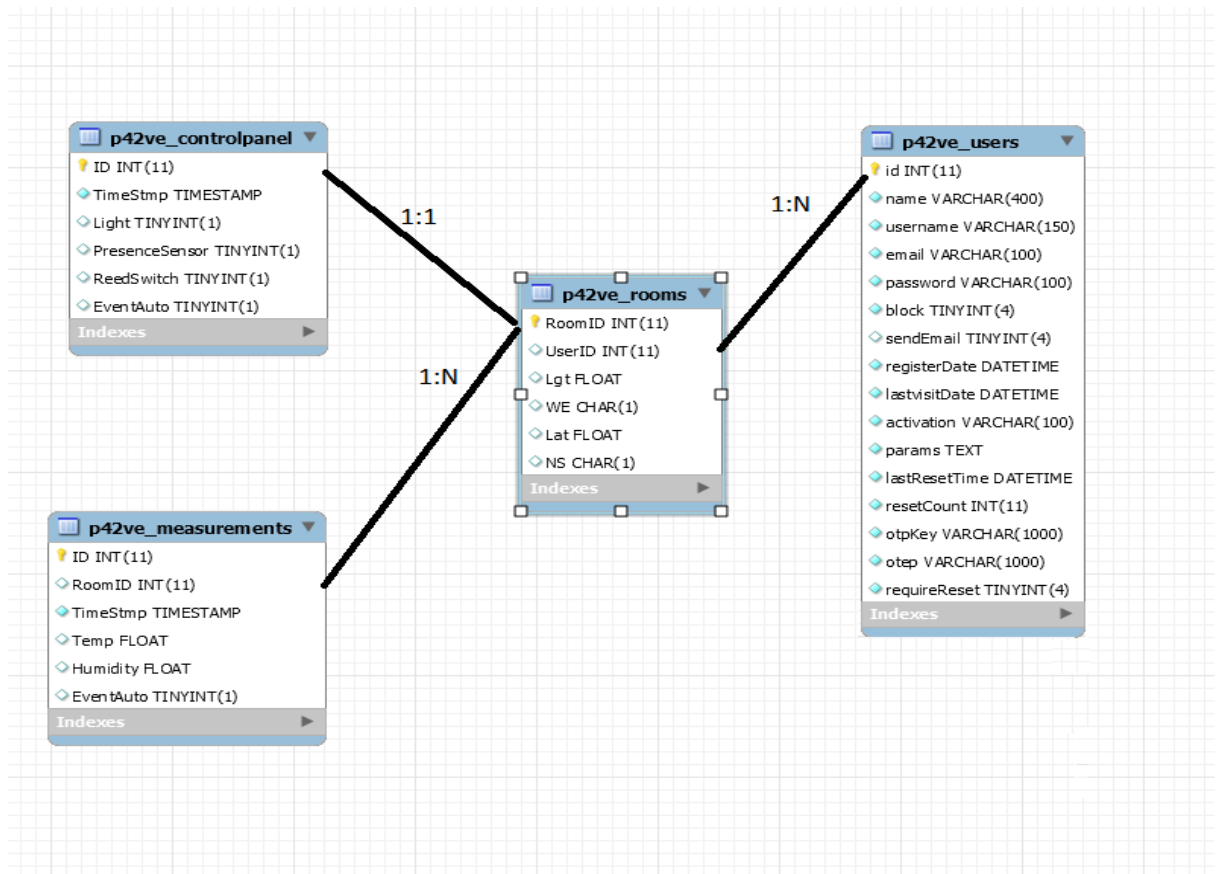 p42ve_controlpanel
ID INT(11)
TimeStmp TIMESTAMP
Light TINYINT(1)
PresenceSensor TINYINT(1)
ReedSwitch TINYINT(1)
EventAuto TINYINT(1)
Indexes
1:1
1:N
p42ve_measurements
ID INT(11)
RoomID INT(11)
TimeStmp TIMESTAMP
Temp FLOAT
Humidity FLOAT
EventAuto TINYINT(1)
Indexes
p42ve_rooms
RoomID INT(11)
UserID INT(11)
Lgt FLOAT
WE CHAR(1)
Lat FLOAT
NS CHAR(1)
Indexes
1:N
p42ve_users
id INT(11)
name VARCHAR(400)
username VARCHAR(150)
email VARCHAR(100)
password VARCHAR(100)
block TINYINT(4)
sendEmail TINYINT(4)
registerDate DATETIME
lastvisitDate DATETIME
activation VARCHAR(100)
params TEXT
lastResetTime DATETIME
resetCount INT(11)
otpKey VARCHAR(1000)
otep VARCHAR(1000)
requireReset TINYINT(4)
Indexes